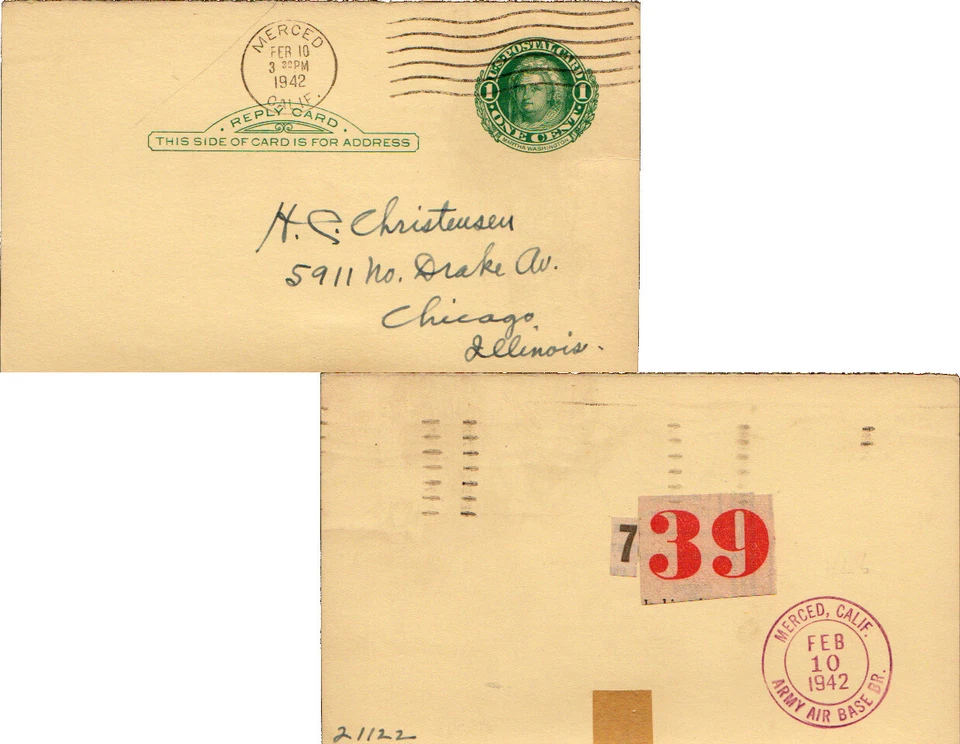 MERCED
FEB 10
3 30PM
1942
CALIF.
U.S. POSTAL CARD
1 1
ONE CENT
MARTHA WASHINGTON
REPLY CARD
THIS SIDE OF CARD IS FOR ADDRESS
H. C. Christensen
5911 No. Drake Av.
Chicago
Illinois.
7 39
MERCED, CALIF.
FEB
10
1942
ARMY AIR BASE BR.
21122